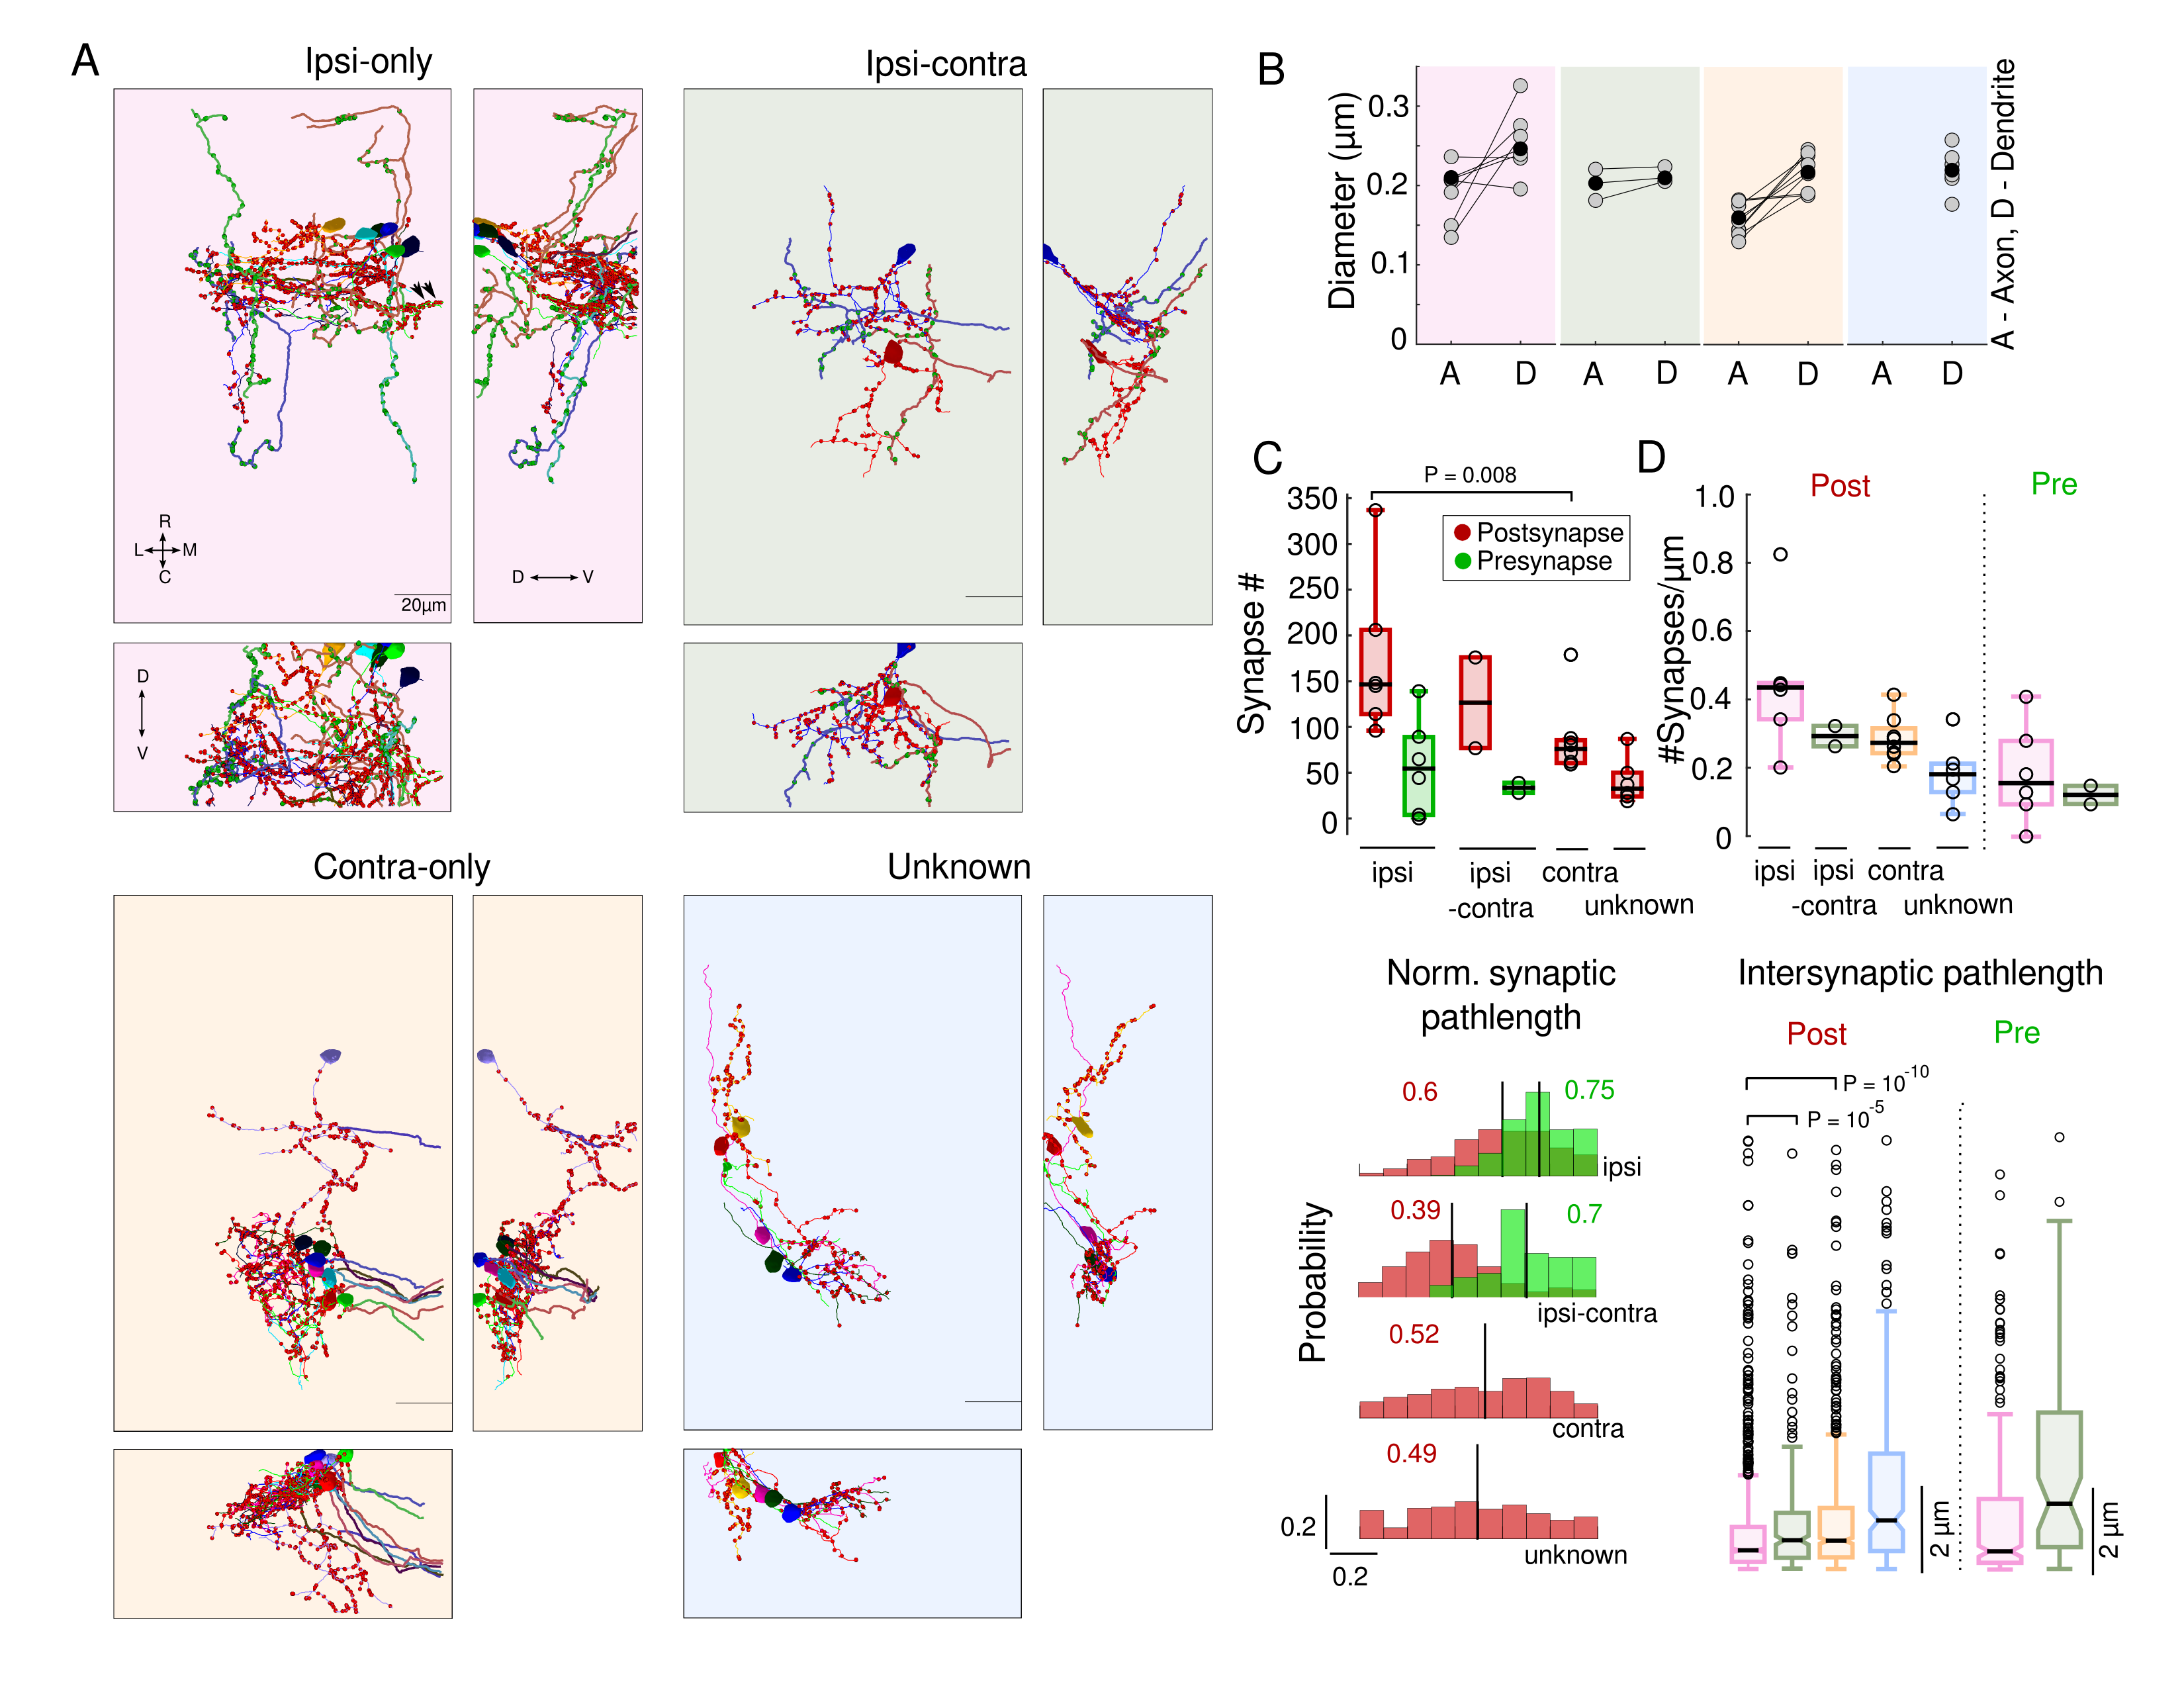 A
Ipsi-only
Ipsi-contra
R
L M
C
D V
20µm
D
V
Contra-only
Unknown
B
Diameter (µm)
0.3
0.2
0.1
0
A D A D A D A D
A - Axon, D - Dendrite
C
P = 0.008
Synapse #
350
300
250
200
150
100
50
0
Postsynapse
Presynapse
ipsi ipsi contra
-contra unknown
D
Post Pre
#Synapses/µm
1.0
0.8
0.6
0.4
0.2
0
ipsi ipsi contra
-contra unknown
Norm. synaptic
pathlength
Probability
0.6 0.75
ipsi
0.39 0.7
ipsi-contra
0.52
contra
0.49
unknown
0.2
0.2
Intersynaptic pathlength
Post Pre
P = 10-10
P = 10-5
2 µm
2 µm